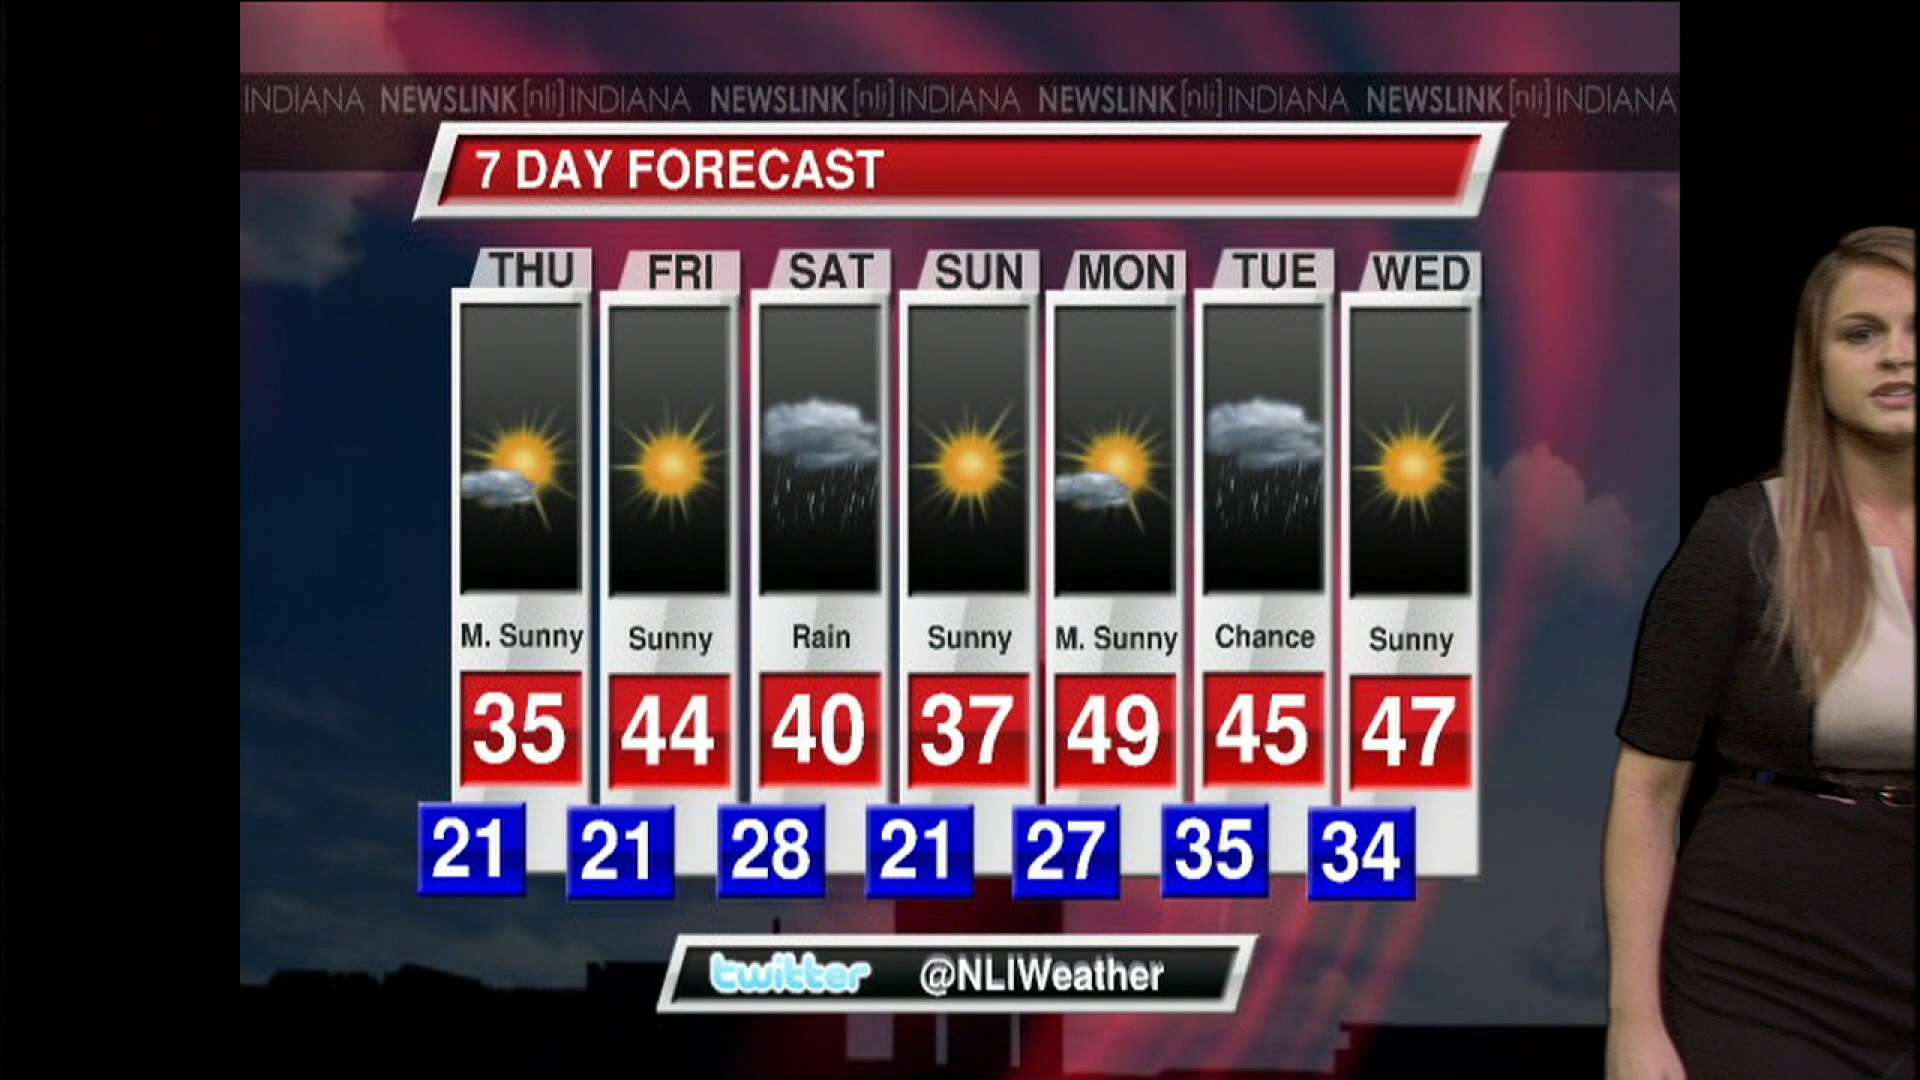 INDIANA NEWSLINK[nli]INDIANA NEWSLINK[nli]INDIANA NEWSLINK[nli]INDIANA NEWSLINK[nli]INDIANA
7 DAY FORECAST
THU FRI SAT SUN MON TUE WED
M. Sunny Sunny Rain Sunny M. Sunny Chance Sunny
35 44 40 37 49 45 47
21 21 28 21 27 35 34
twitter @NLIWeather